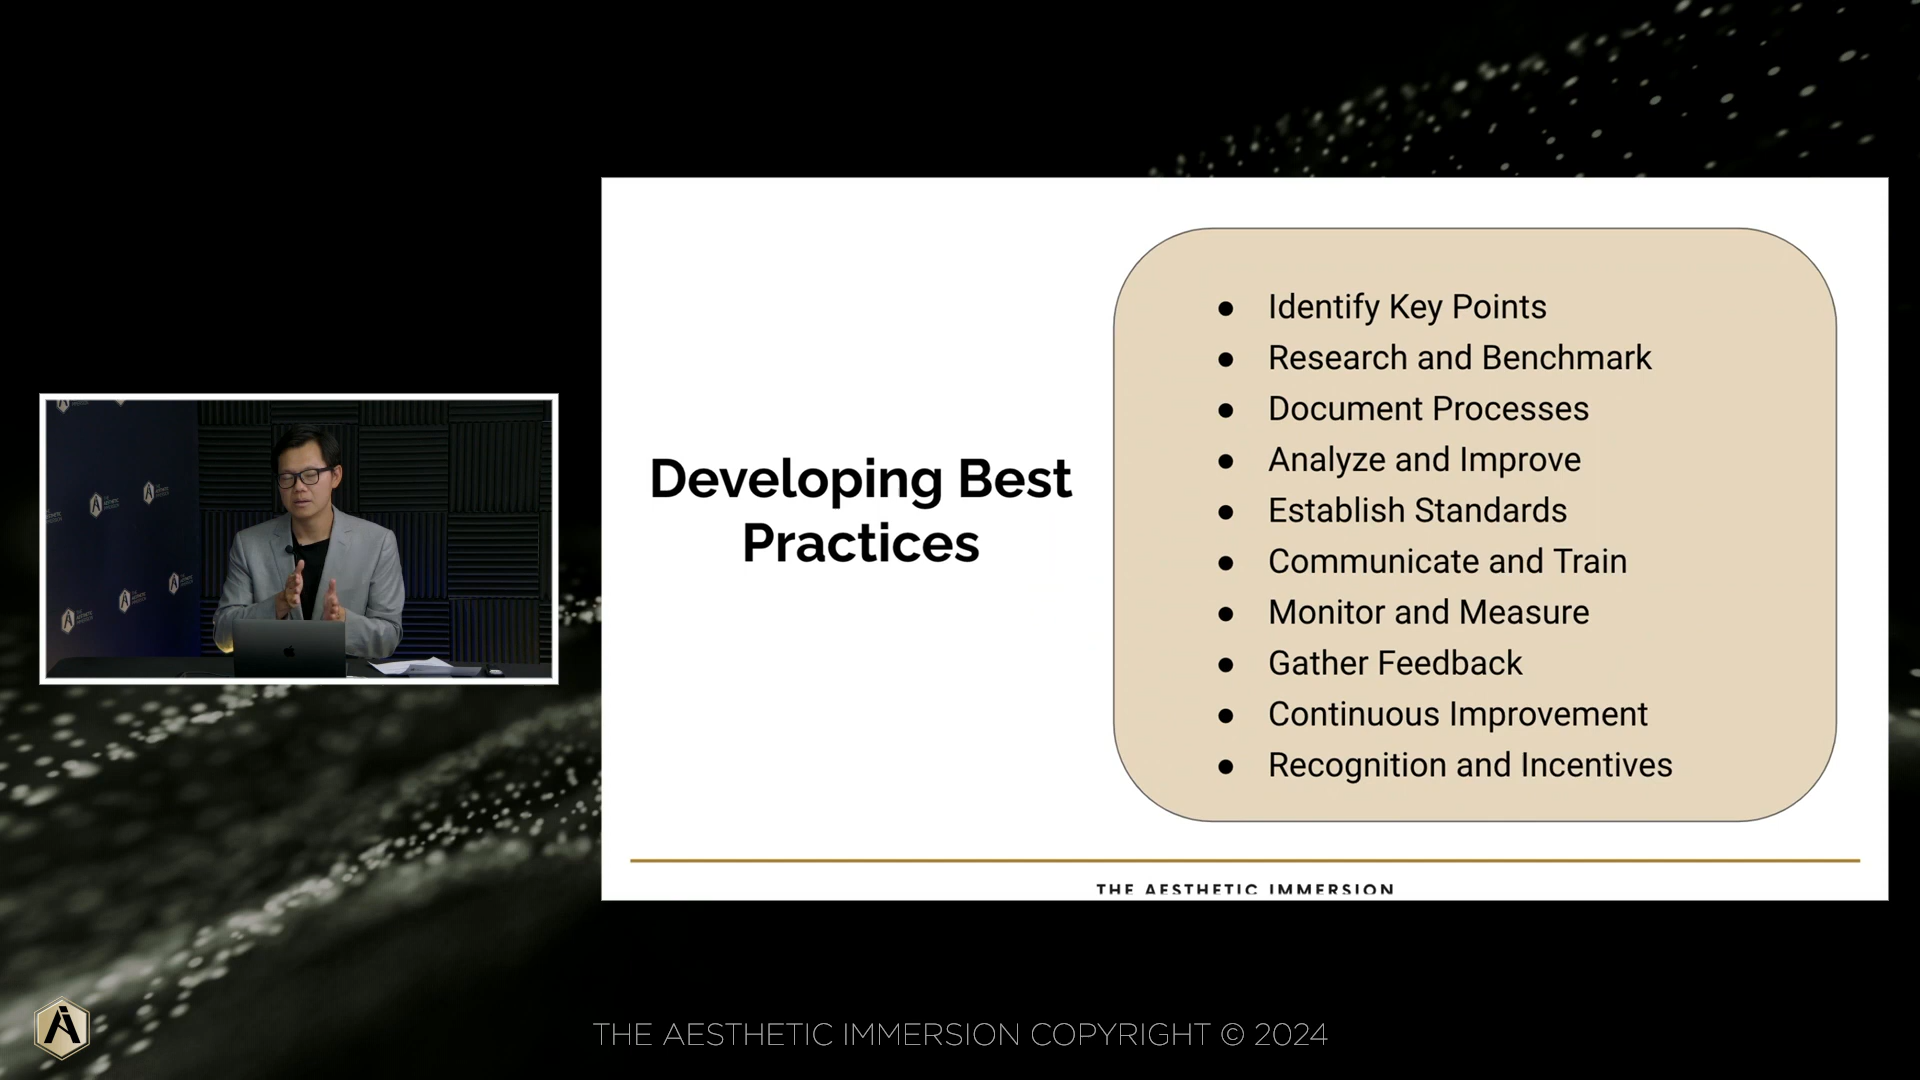 Developing Best
Practices
● Identify Key Points
● Research and Benchmark
● Document Processes
● Analyze and Improve
● Establish Standards
● Communicate and Train
● Monitor and Measure
● Gather Feedback
● Continuous Improvement
● Recognition and Incentives
THE AESTHETIC IMMERSION
THE AESTHETIC IMMERSION COPYRIGHT © 2024